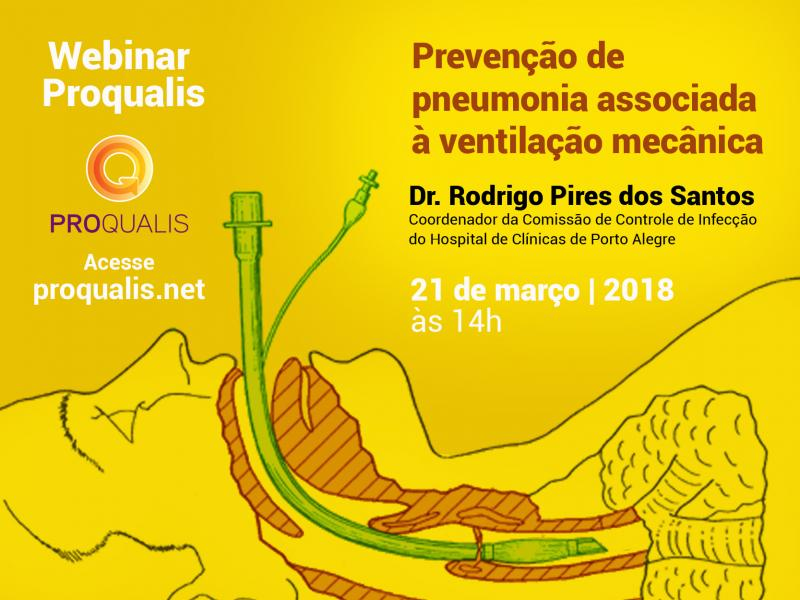 Webinar
Proqualis
PROQUALIS
Acesse
proqualis.net
Prevenção de
pneumonia associada
à ventilação mecânica
Dr. Rodrigo Pires dos Santos
Coordenador da Comissão de Controle de Infecção
do Hospital de Clínicas de Porto Alegre
21 de março | 2018
às 14h